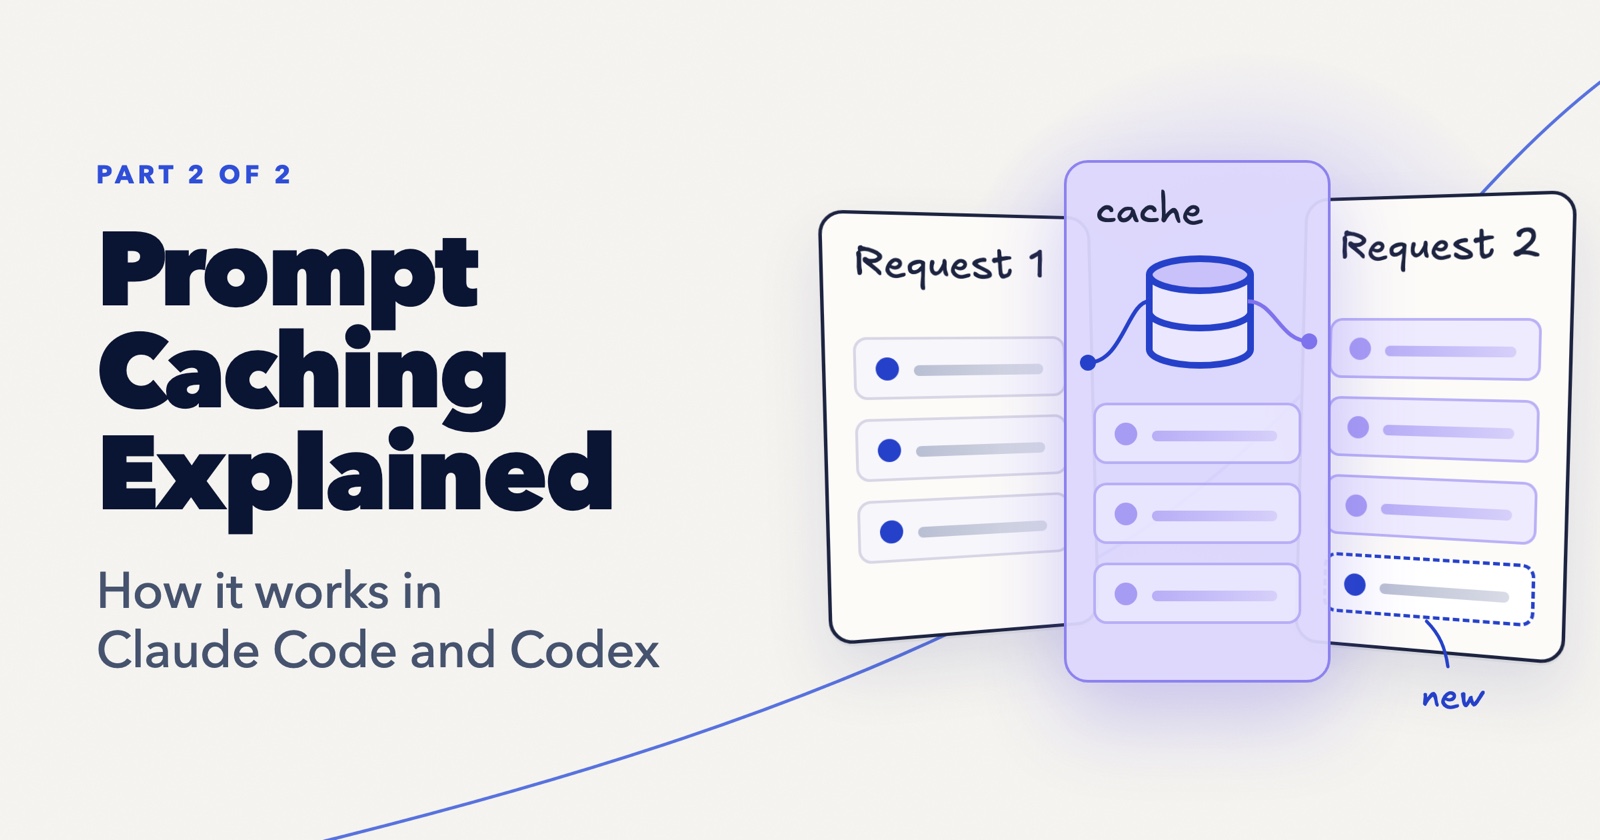 PART 2 OF 2
Prompt
Caching
Explained
How it works in
Claude Code and Codex
Request 1
cache
Request 2
new